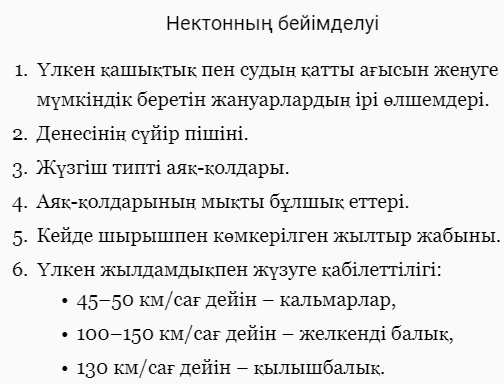 Нектонның бейімделуі
1. Үлкен қашықтық пен судың қатты ағысын жеңуге
мүмкіндік беретін жануарлардың ірі өлшемдері.
2. Денесінің сүйір пішіні.
3. Жүзгіш типті аяқ-қолдары.
4. Аяқ-қолдарының мықты бұлшық еттері.
5. Кейде шырышпен көмкерілген жылтыр жабыны.
6. Үлкен жылдамдықпен жүзуге қабілеттілігі:
• 45–50 км/сағ дейін – кальмарлар,
• 100–150 км/сағ дейін – желкенді балық,
• 130 км/сағ дейін – қылышбалық.